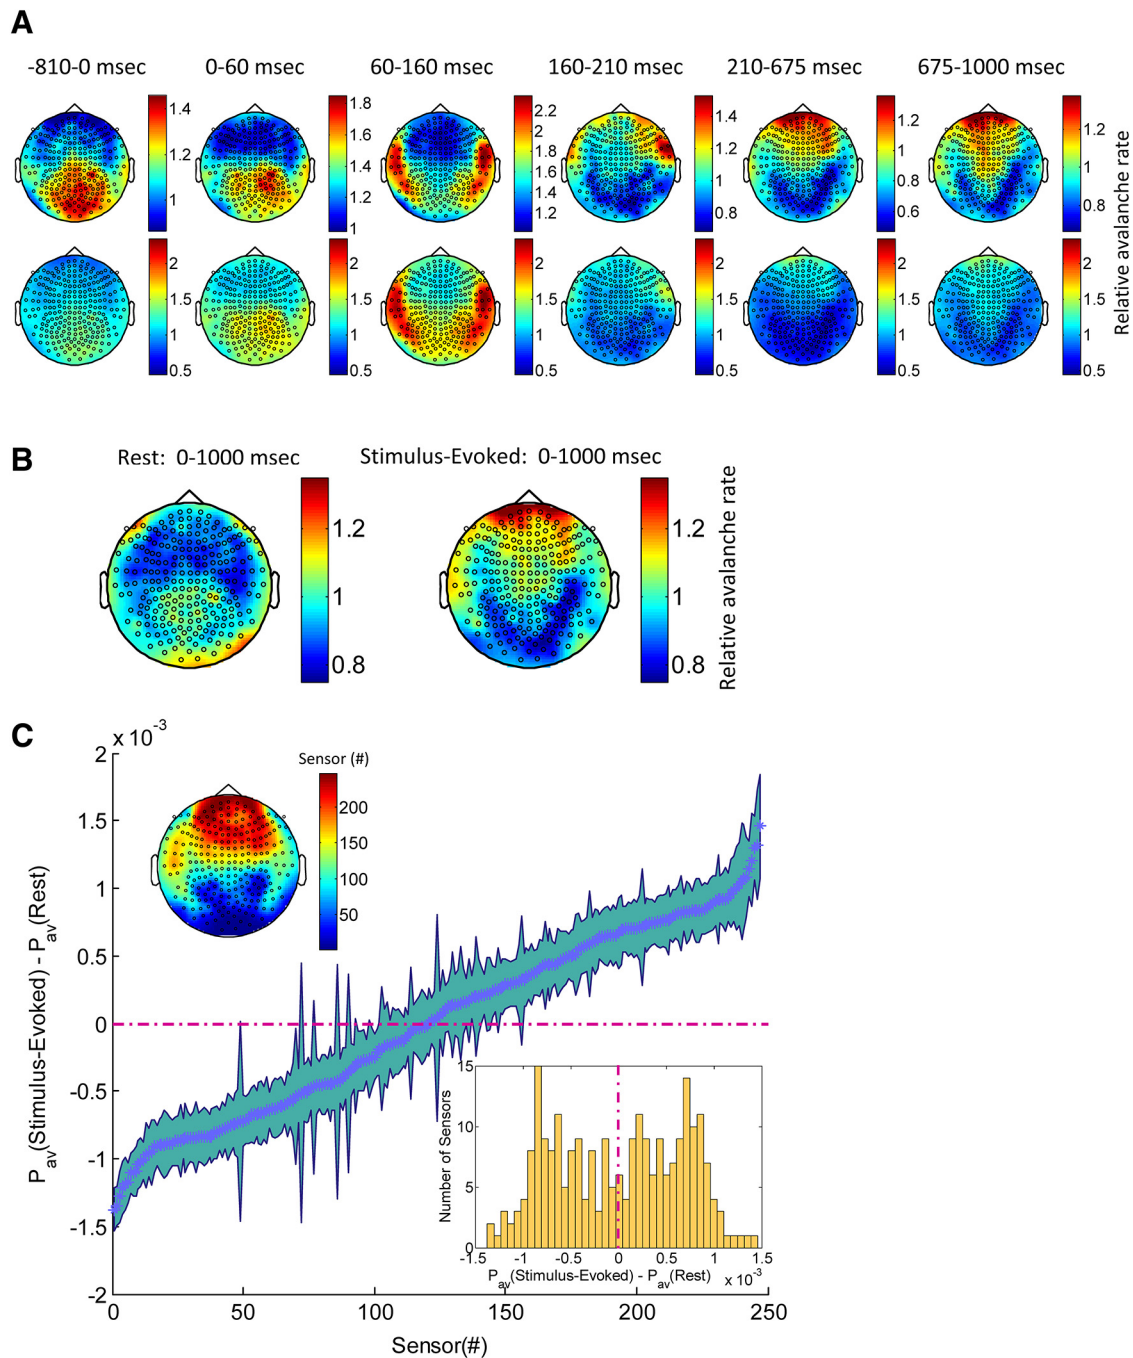 A
-810-0 msec 0-60 msec 60-160 msec 160-210 msec 210-675 msec 675-1000 msec
1.4 1.2 1
1.8 1.6 1.4 1.2 1
2.2 2 1.8 1.6 1.4 1.2
1.4 1.2 1 0.8
1.2 1 0.8 0.6
1.2 1 0.8
Relative avalanche rate
2 1.5 1 0.5
2 1.5 1 0.5
2 1.5 1 0.5
2 1.5 1 0.5
2 1.5 1 0.5
2 1.5 1 0.5
B
Rest: 0-1000 msec
Stimulus-Evoked: 0-1000 msec
1.2
1
0.8
1.2
1
0.8
Relative avalanche rate
C
x 10-3
2
1.5
1
0.5
0
-0.5
-1
-1.5
-2
Pav(Stimulus-Evoked) - Pav(Rest)
Sensor (#)
200
150
100
50
15
10
5
0
Number of Sensors
-1.5 -1 -0.5 0 0.5 1 1.5
Pav(Stimulus-Evoked) - Pav(Rest) x 10-3
0 50 100 150 200 250
Sensor(#)